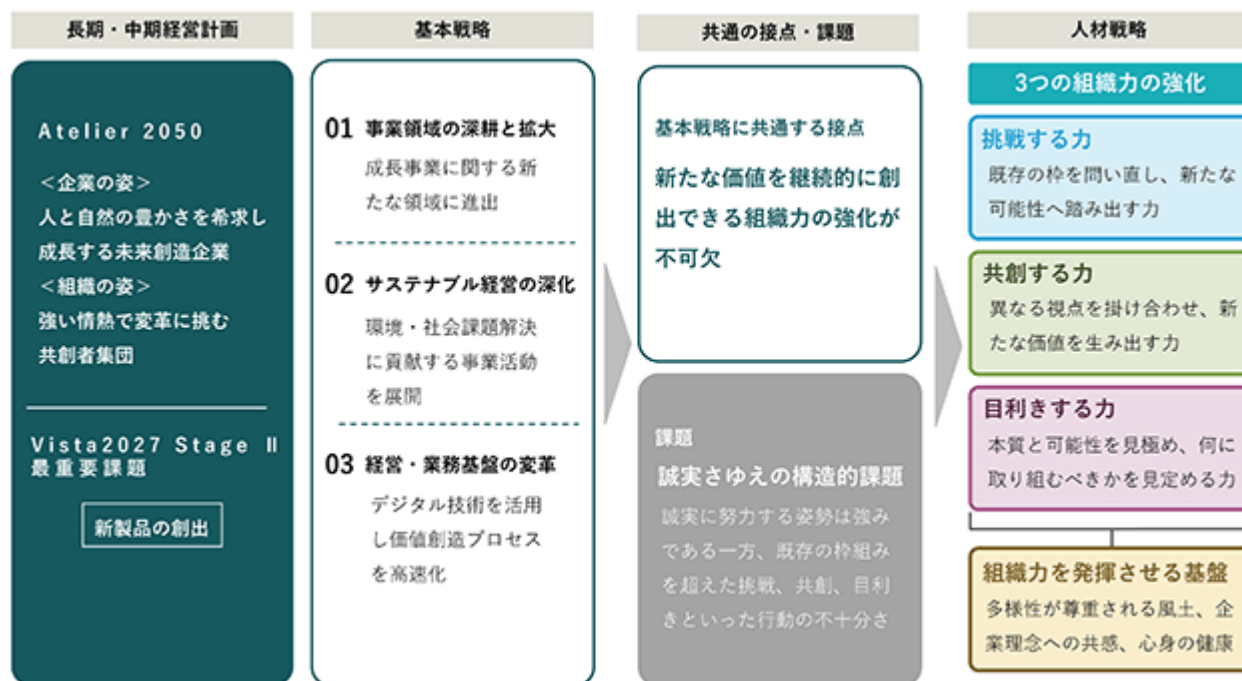 長期・中期経営計画
Atelier 2050
＜企業の姿＞
人と自然の豊かさを希求し
成長する未来創造企業
＜組織の姿＞
強い情熱で変革に挑む
共創者集団
Vista2027 Stage Ⅱ
最重要課題
新製品の創出
基本戦略
01 事業領域の深耕と拡大
成長事業に関する新
たな領域に進出
02 サステナブル経営の深化
環境・社会課題解決
に貢献する事業活動
を展開
03 経営・業務基盤の変革
デジタル技術を活用
し価値創造プロセス
を高速化
共通の接点・課題
基本戦略に共通する接点
新たな価値を継続的に創
出できる組織力の強化が
不可欠
課題
誠実さゆえの構造的課題
誠実に努力する姿勢は強み
である一方、既存の枠組み
を超えた挑戦、共創、目利
きといった行動の不十分さ
人材戦略
3つの組織力の強化
挑戦する力
既存の枠を問い直し、新たな
可能性へ踏み出す力
共創する力
異なる視点を掛け合わせ、新
たな価値を生み出す力
目利きする力
本質と可能性を見極め、何に
取り組むべきかを見定める力
組織力を発揮させる基盤
多様性が尊重される風土、企
業理念への共感、心身の健康